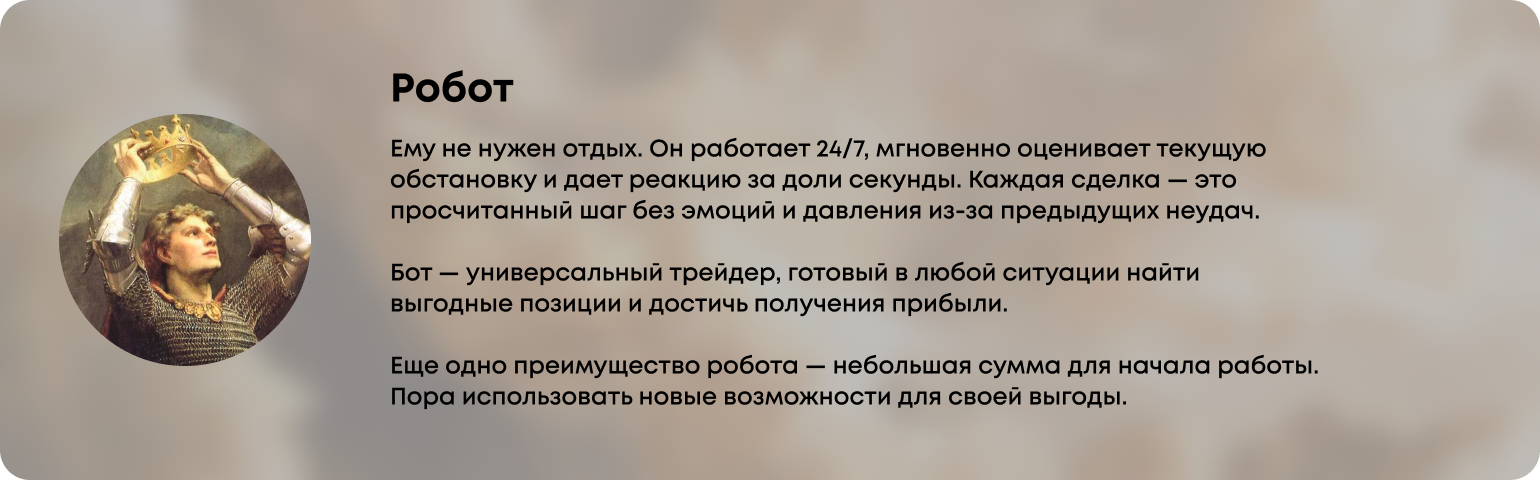 Робот
Ему не нужен отдых. Он работает 24/7, мгновенно оценивает текущую
обстановку и дает реакцию за доли секунды. Каждая сделка — это
просчитанный шаг без эмоций и давления из-за предыдущих неудач.
Бот — универсальный трейдер, готовый в любой ситуации найти
выгодные позиции и достичь получения прибыли.
Еще одно преимущество робота — небольшая сумма для начала работы.
Пора использовать новые возможности для своей выгоды.